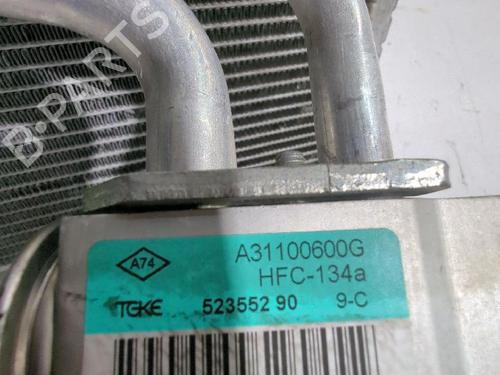 B-PARTS
A74
A31100600G
HFC-134a
TGKE 523552 90 9-C